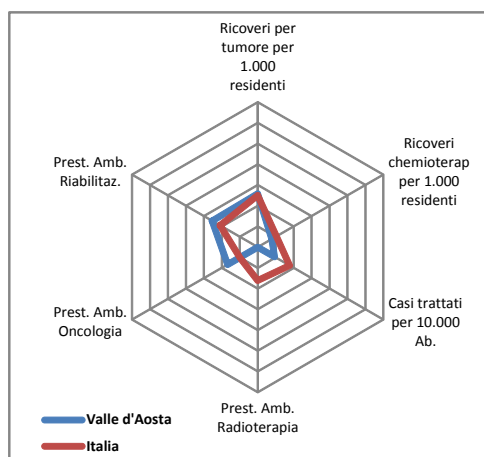 Ricoveri per
tumore per
1.000
residenti
Ricoveri
chemioterap
per 1.000
residenti
Casi trattati
per 10.000
Ab.
Prest. Amb.
Radioterapia
Prest. Amb.
Oncologia
Prest. Amb.
Riabilitaz.
Valle d'Aosta
Italia